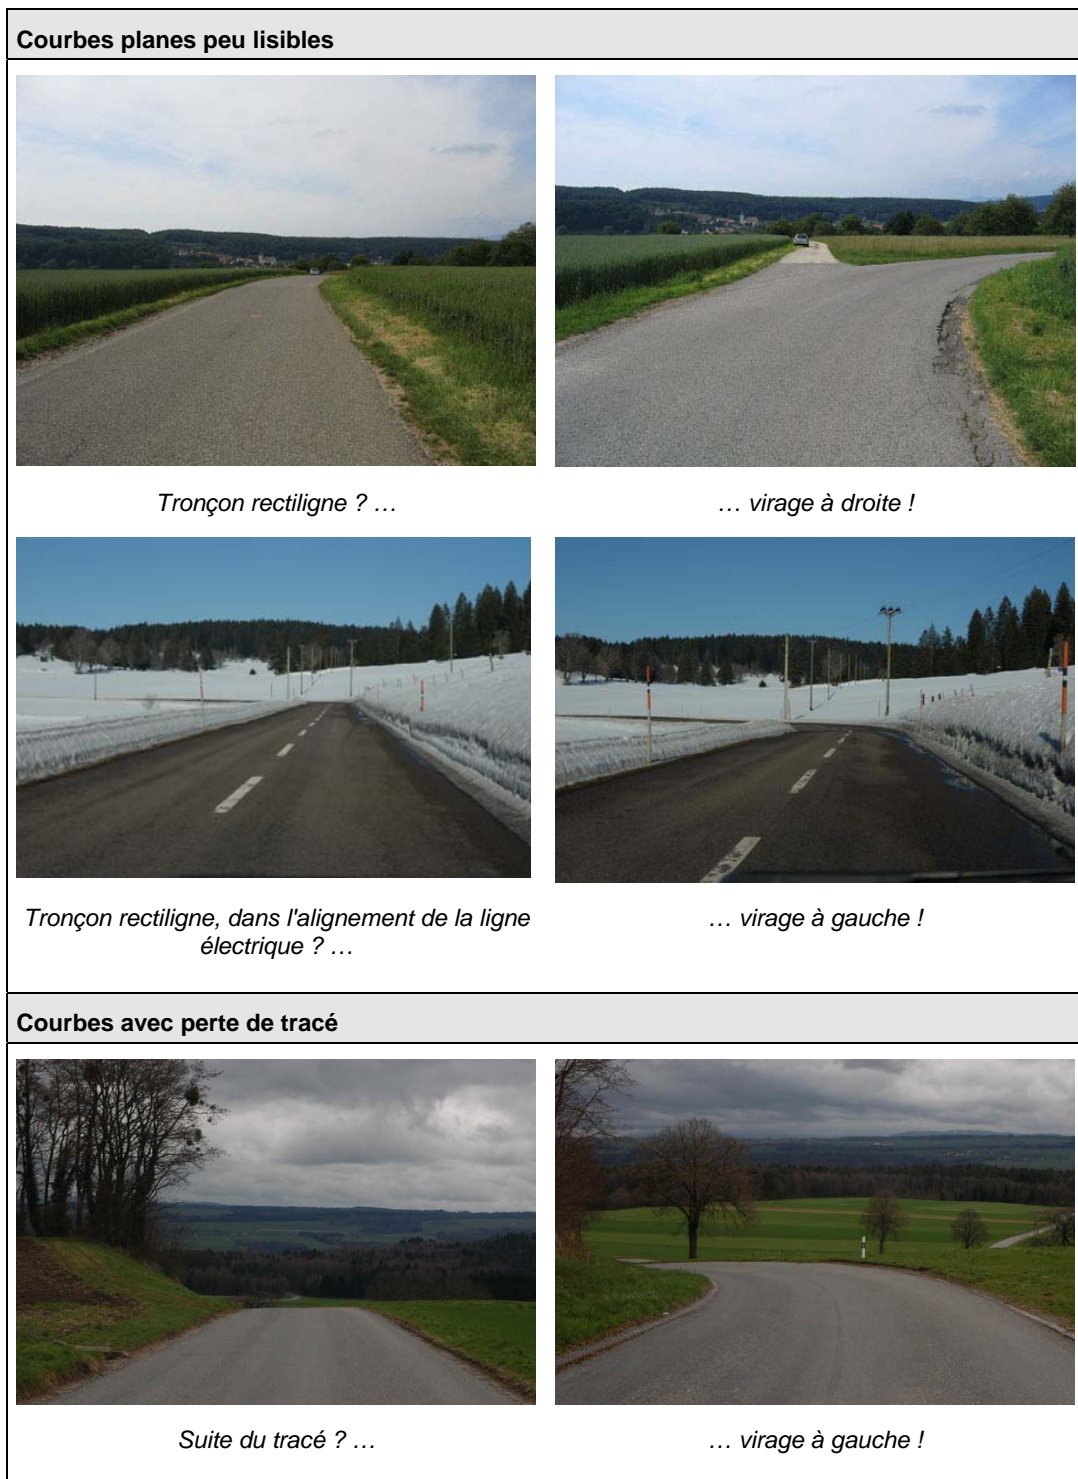 Courbes planes peu lisibles
Tronçon rectiligne ? …
… virage à droite !
Tronçon rectiligne, dans l'alignement de la ligne
électrique ? …
… virage à gauche !
Courbes avec perte de tracé
Suite du tracé ? …
… virage à gauche !